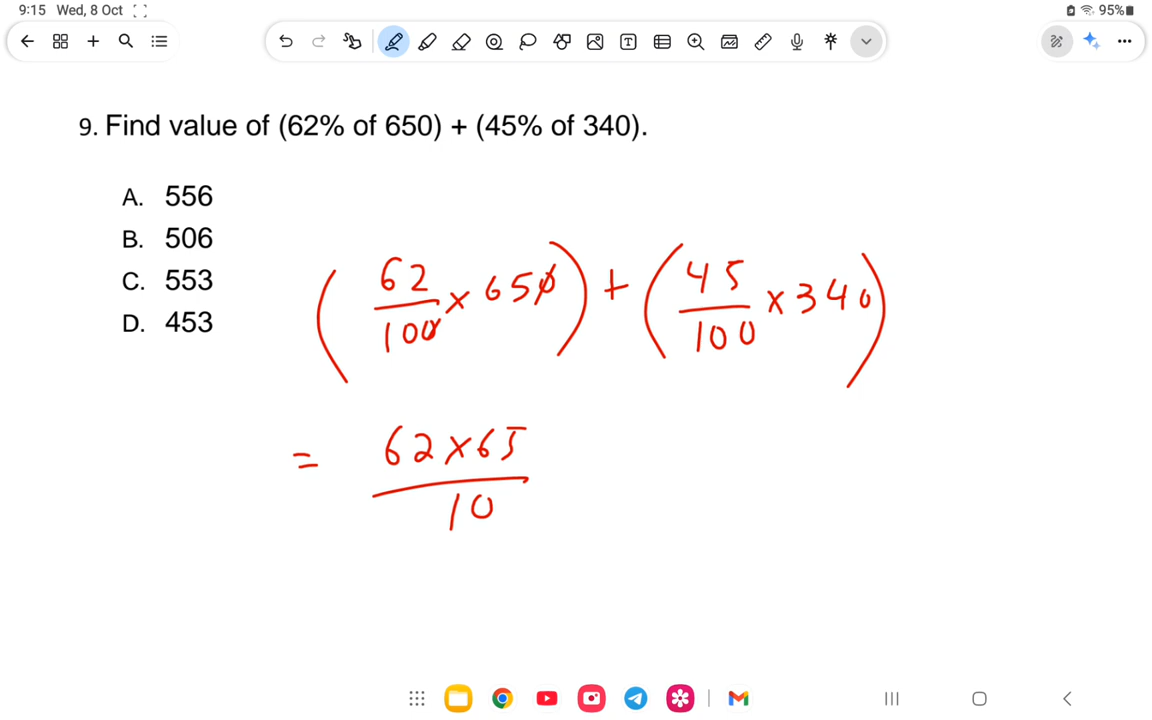 9:15 Wed, 8 Oct
95%
9. Find value of (62% of 650) + (45% of 340).
A. 556
B. 506
C. 553
D. 453
(62/100 × 650) + (45/100 × 340)
= 62×65/10